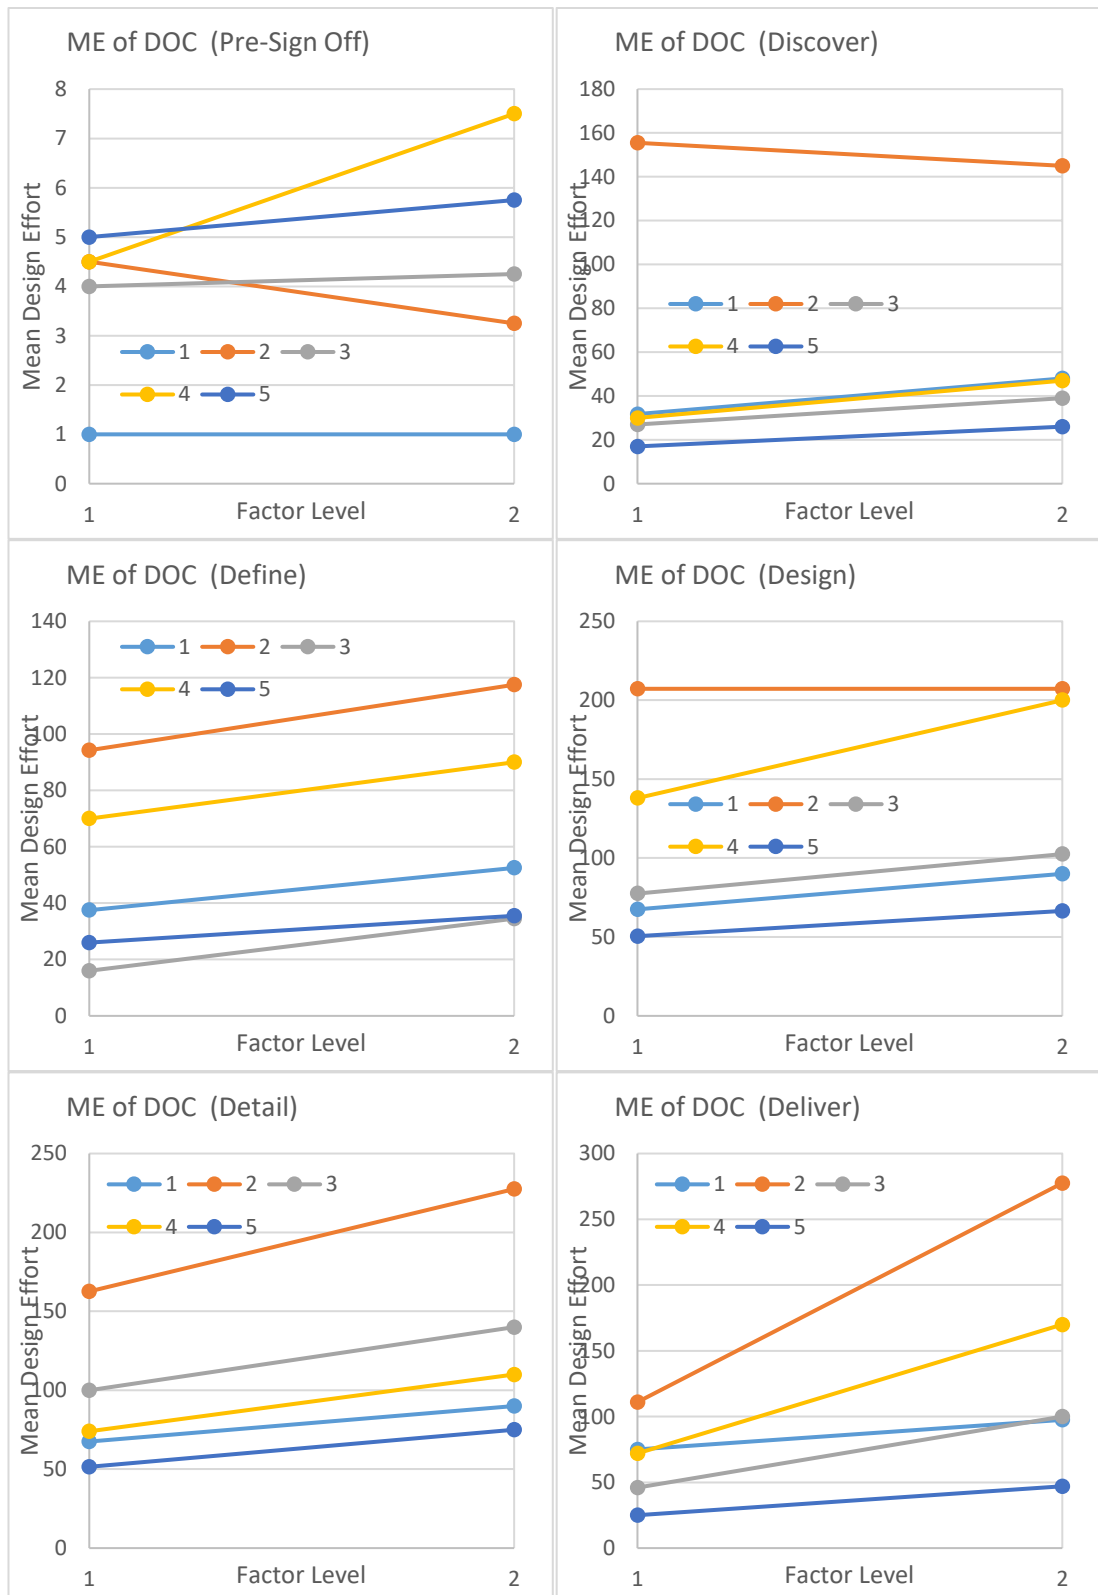 ME of DOC (Pre-Sign Off)
8
7
6
5
4
3
2
1
0
Mean Design Effort
1 2 3
4 5
1 Factor Level 2
ME of DOC (Discover)
180
160
140
120
100
80
60
40
20
0
Mean Design Effort
1 2 3
4 5
1 Factor Level 2
ME of DOC (Define)
140
120
100
80
60
40
20
0
Mean Design Effort
1 2 3
4 5
1 Factor Level 2
ME of DOC (Design)
250
200
150
100
50
0
Mean Design Effort
1 2 3
4 5
1 Factor Level 2
ME of DOC (Detail)
250
200
150
100
50
0
Mean Design Effort
1 2 3
4 5
1 Factor Level 2
ME of DOC (Deliver)
300
250
200
150
100
50
0
Mean Design Effort
1 2 3
4 5
1 Factor Level 2